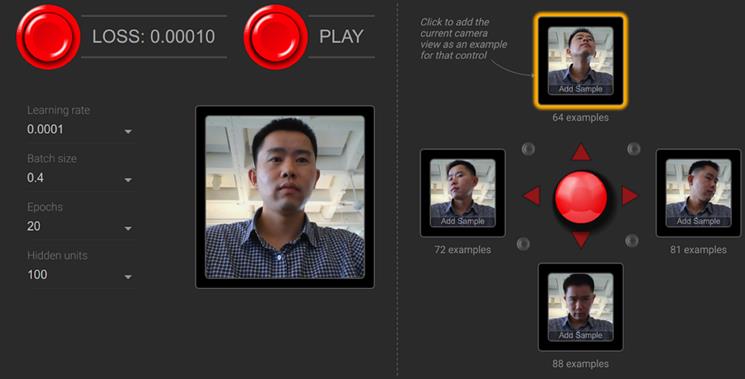 LOSS: 0.00010
PLAY
Learning rate
0.0001
Batch size
0.4
Epochs
20
Hidden units
100
Click to add the
current camera
view as an example
for that control
Add Sample
64 examples
Add Sample
72 examples
Add Sample
81 examples
Add Sample
88 examples